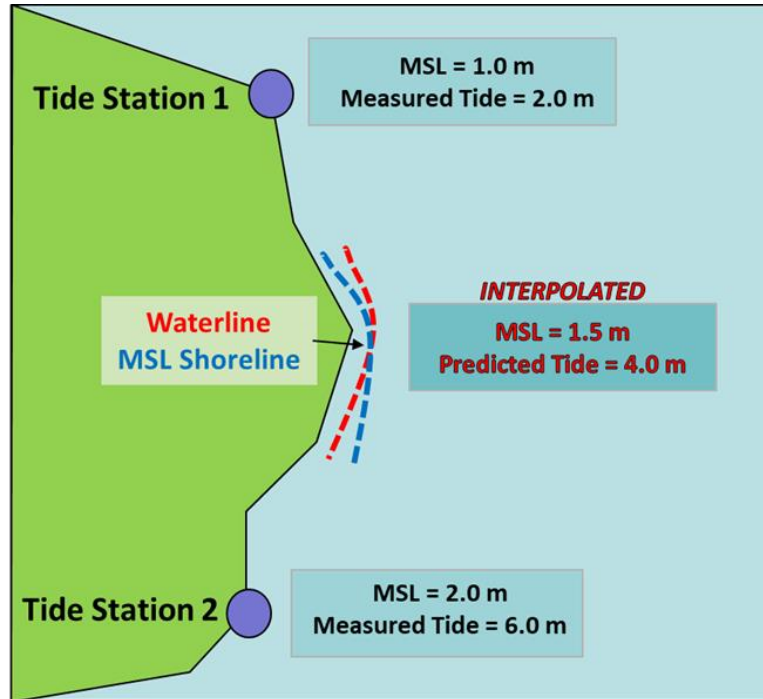 MSL = 1.0 m
Measured Tide = 2.0 m
Tide Station 1
INTERPOLATED
MSL = 1.5 m
Predicted Tide = 4.0 m
Waterline
MSL Shoreline
MSL = 2.0 m
Measured Tide = 6.0 m
Tide Station 2